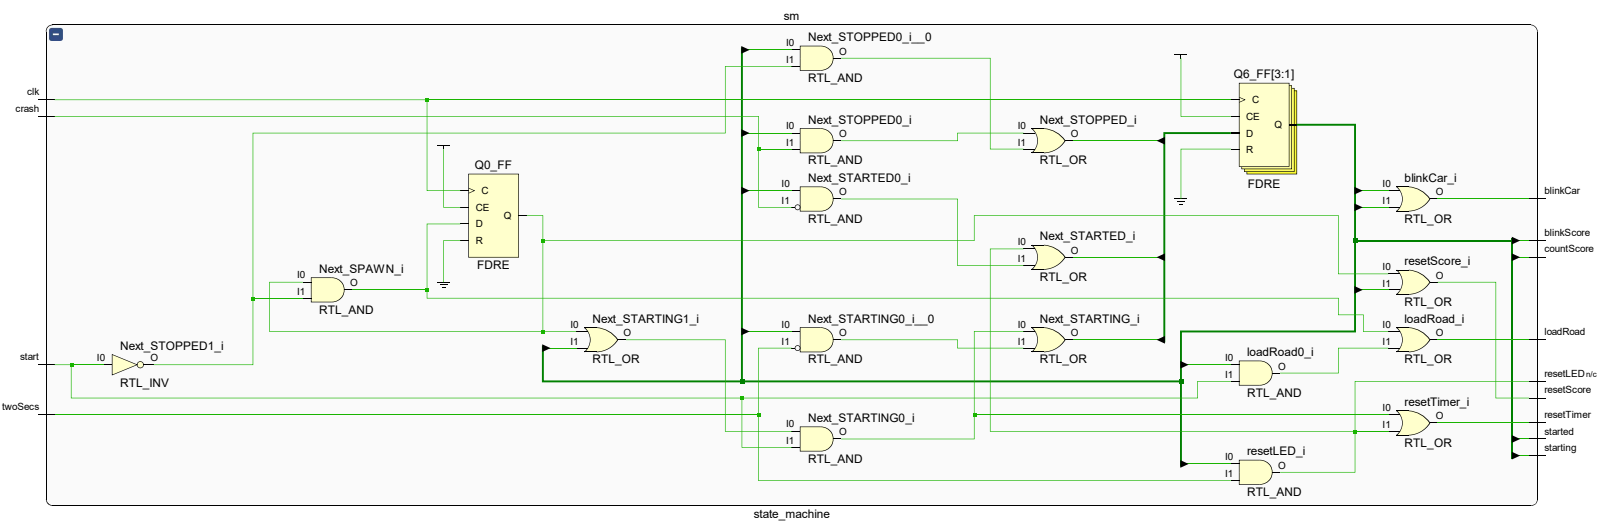 sm
Next_STOPPED0_i__0
I0
I1
O
RTL_AND
Q6_FF[3:1]
C
CE
D
R
Q
FDRE
clk
crash
Next_STOPPED0_i
I0
I1
O
RTL_AND
Next_STOPPED_i
I0
I1
O
RTL_OR
Q0_FF
C
CE
D
R
Q
FDRE
Next_STARTED0_i
I0
I1
O
RTL_AND
blinkCar_i
I0
I1
O
RTL_OR
blinkCar
Next_STARTED_i
I0
I1
O
RTL_OR
blinkScore
countScore
Next_SPAWN_i
I0
I1
O
RTL_AND
resetScore_i
I0
I1
O
RTL_OR
Next_STARTING1_i
I0
I1
O
RTL_OR
Next_STARTING0_i__0
I0
I1
O
RTL_AND
Next_STARTING_i
I0
I1
O
RTL_OR
loadRoad_i
I0
I1
O
RTL_OR
loadRoad
start
Next_STOPPED1_i
I0
O
RTL_INV
loadRoad0_i
I0
I1
O
RTL_AND
resetLED n/c
resetScore
twoSecs
Next_STARTING0_i
I0
I1
O
RTL_AND
resetTimer_i
I0
I1
O
RTL_OR
resetTimer
started
starting
resetLED_i
I0
I1
O
RTL_AND
state_machine